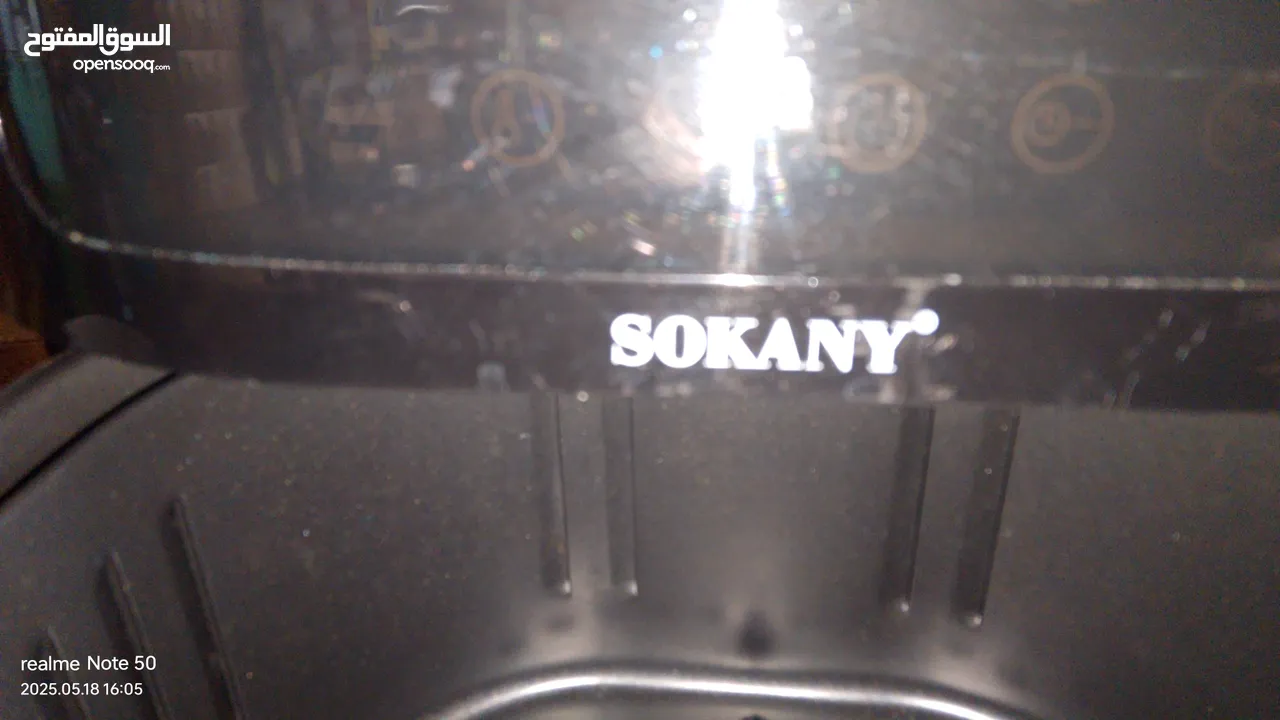 السوق المفتوح
opensooq.com
SOKANY
realme Note 50
2025.05.18 16:05